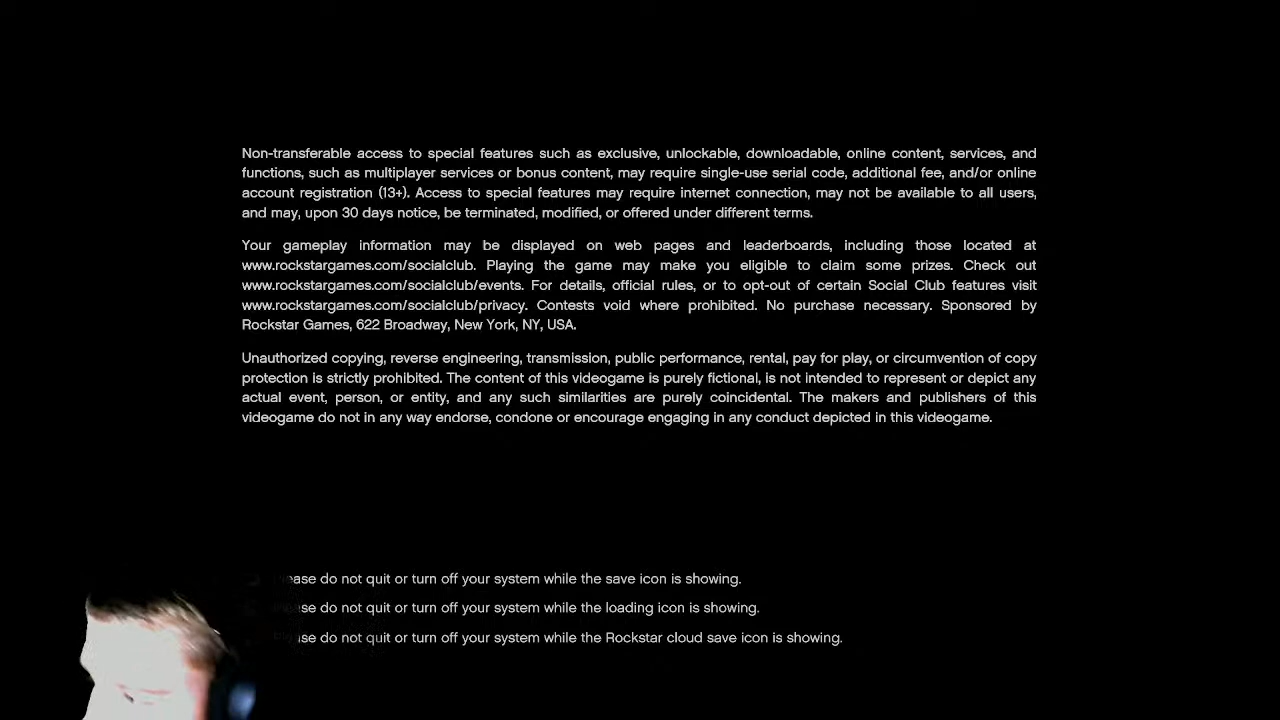 Non-transferable access to special features such as exclusive, unlockable, downloadable, online content, services, and
functions, such as multiplayer services or bonus content, may require single-use serial code, additional fee, and/or online
account registration (13+). Access to special features may require internet connection, may not be available to all users,
and may, upon 30 days notice, be terminated, modified, or offered under different terms.
Your gameplay information may be displayed on web pages and leaderboards, including those located at
www.rockstargames.com/socialclub. Playing the game may make you eligible to claim some prizes. Check out
www.rockstargames.com/socialclub/events. For details, official rules, or to opt-out of certain Social Club features visit
www.rockstargames.com/socialclub/privacy. Contests void where prohibited. No purchase necessary. Sponsored by
Rockstar Games, 622 Broadway, New York, NY, USA.
Unauthorized copying, reverse engineering, transmission, public performance, rental, pay for play, or circumvention of copy
protection is strictly prohibited. The content of this videogame is purely fictional, is not intended to represent or depict any
actual event, person, or entity, and any such similarities are purely coincidental. The makers and publishers of this
videogame do not in any way endorse, condone or encourage engaging in any conduct depicted in this videogame.
do not quit or turn off your system while the save icon is showing.
do not quit or turn off your system while the loading icon is showing.
do not quit or turn off your system while the Rockstar cloud save icon is showing.